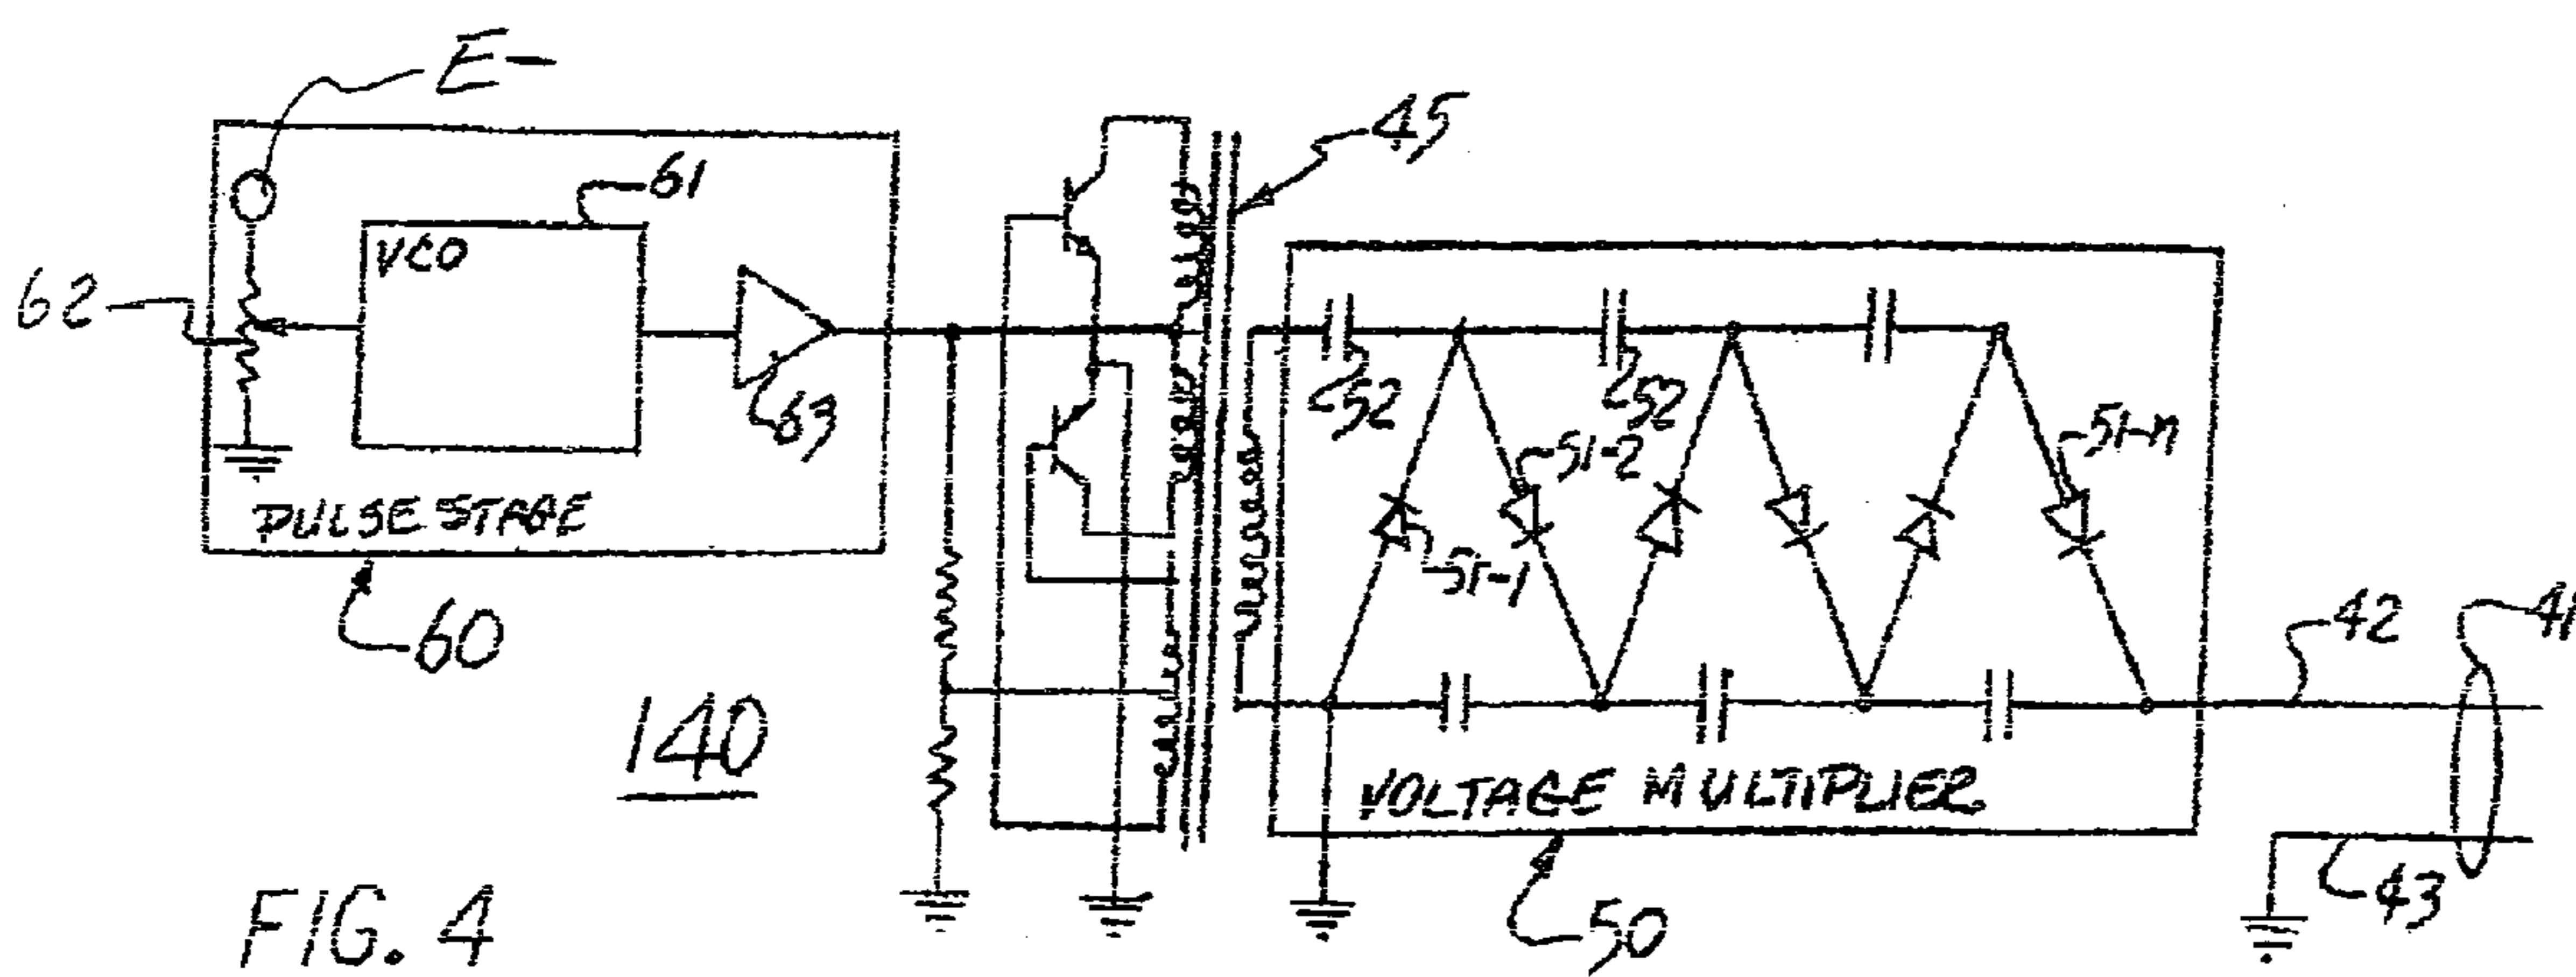 E-
45
61
VCO
62
63
52
52
51-2
51-n
51-1
PULSE STAGE
60
42
41
140
VOLTAGE MULTIPLIER
43
50
FIG. 4